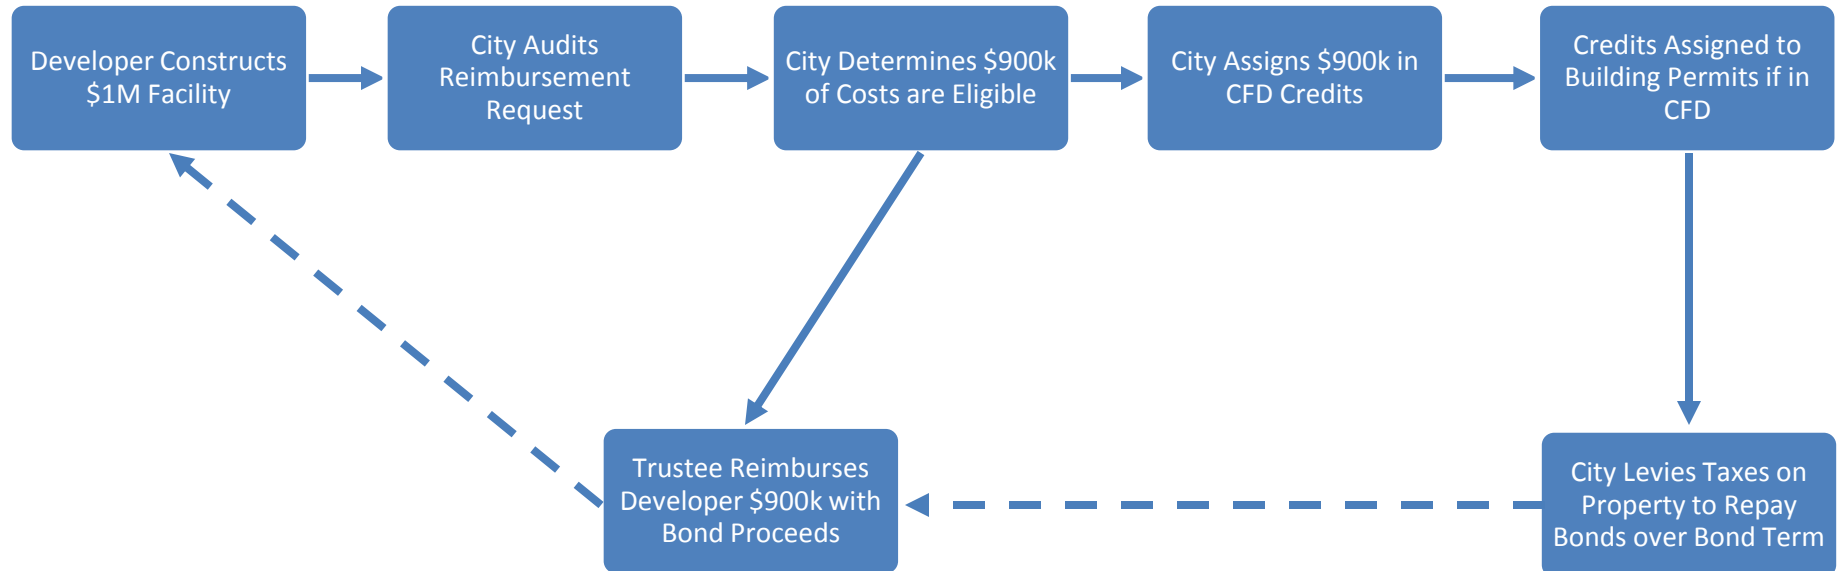 Developer Constructs
$1M Facility
City Audits
Reimbursement
Request
City Determines $900k
of Costs are Eligible
City Assigns $900k in
CFD Credits
Credits Assigned to
Building Permits if in
CFD
Trustee Reimburses
Developer $900k with
Bond Proceeds
City Levies Taxes on
Property to Repay
Bonds over Bond Term